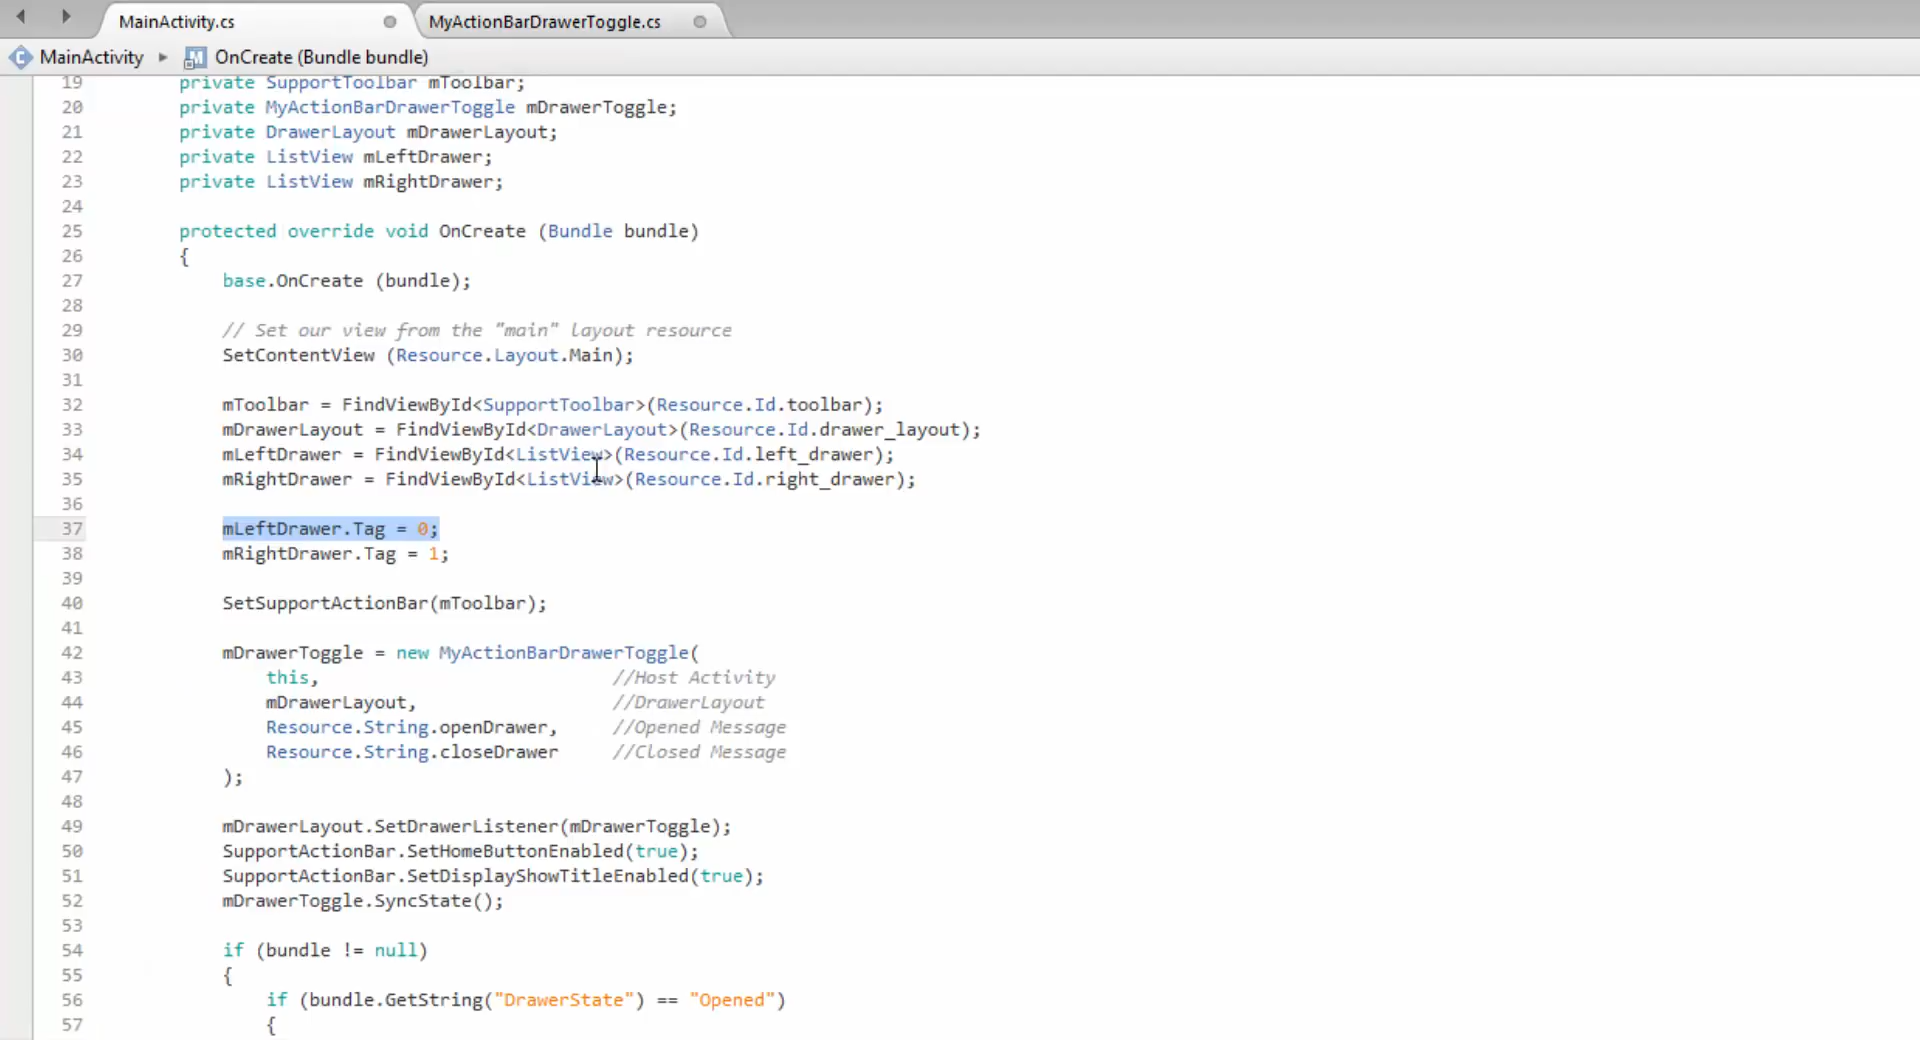 MainActivity.cs
MyActionBarDrawerToggle.cs
MainActivity ▸ OnCreate (Bundle bundle)
19 private SupportToolbar mToolbar;
20 private MyActionBarDrawerToggle mDrawerToggle;
21 private DrawerLayout mDrawerLayout;
22 private ListView mLeftDrawer;
23 private ListView mRightDrawer;
24
25 protected override void OnCreate (Bundle bundle)
26 {
27 base.OnCreate (bundle);
28
29 // Set our view from the "main" layout resource
30 SetContentView (Resource.Layout.Main);
31
32 mToolbar = FindViewById<SupportToolbar>(Resource.Id.toolbar);
33 mDrawerLayout = FindViewById<DrawerLayout>(Resource.Id.drawer_layout);
34 mLeftDrawer = FindViewById<ListView>(Resource.Id.left_drawer);
35 mRightDrawer = FindViewById<ListView>(Resource.Id.right_drawer);
36
37 mLeftDrawer.Tag = 0;
38 mRightDrawer.Tag = 1;
39
40 SetSupportActionBar(mToolbar);
41
42 mDrawerToggle = new MyActionBarDrawerToggle(
43 this, //Host Activity
44 mDrawerLayout, //DrawerLayout
45 Resource.String.openDrawer, //Opened Message
46 Resource.String.closeDrawer //Closed Message
47 );
48
49 mDrawerLayout.SetDrawerListener(mDrawerToggle);
50 SupportActionBar.SetHomeButtonEnabled(true);
51 SupportActionBar.SetDisplayShowTitleEnabled(true);
52 mDrawerToggle.SyncState();
53
54 if (bundle != null)
55 {
56 if (bundle.GetString("DrawerState") == "Opened")
57 {